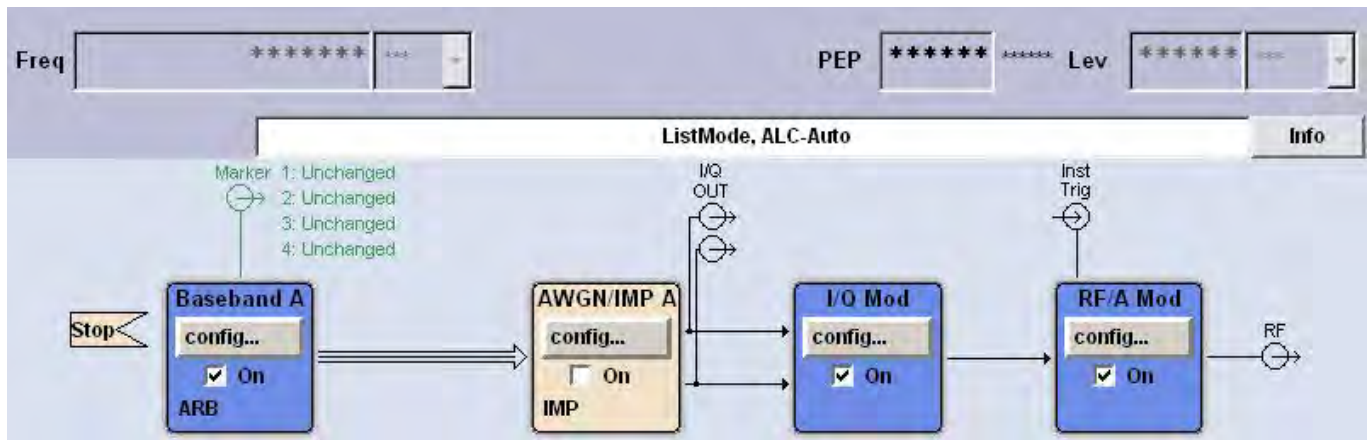 Freq ******* *** PEP ****** ****** Lev ****** ***
ListMode, ALC-Auto Info
Marker 1: Unchanged
2: Unchanged
3: Unchanged
4: Unchanged
I/Q
OUT
Inst
Trig
Stop
Baseband A
config...
On
ARB
AWGN/IMP A
config...
On
IMP
I/Q Mod
config...
On
RF/A Mod
config...
On
RF